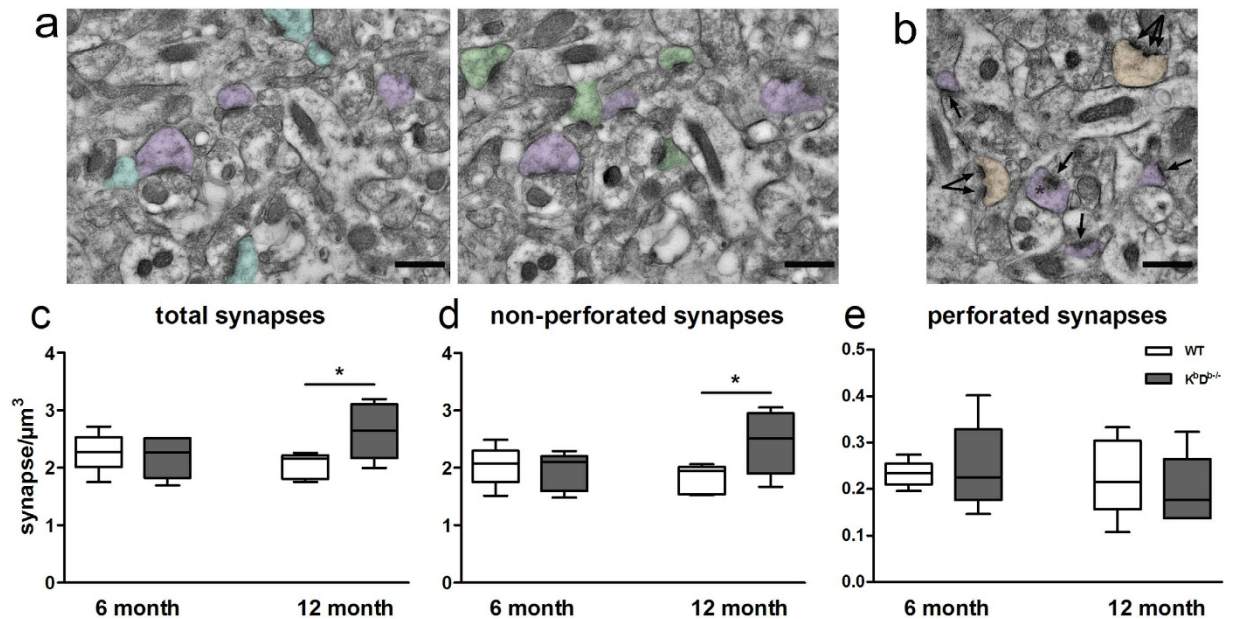 a
b
*
c total synapses
d non-perforated synapses
e perforated synapses
synapse/µm³
4
3
2
1
0
*
6 month
12 month
4
3
2
1
0
*
6 month
12 month
0.5
0.4
0.3
0.2
0.1
0.0
WT
KᵇDᵇ⁻/⁻
6 month
12 month